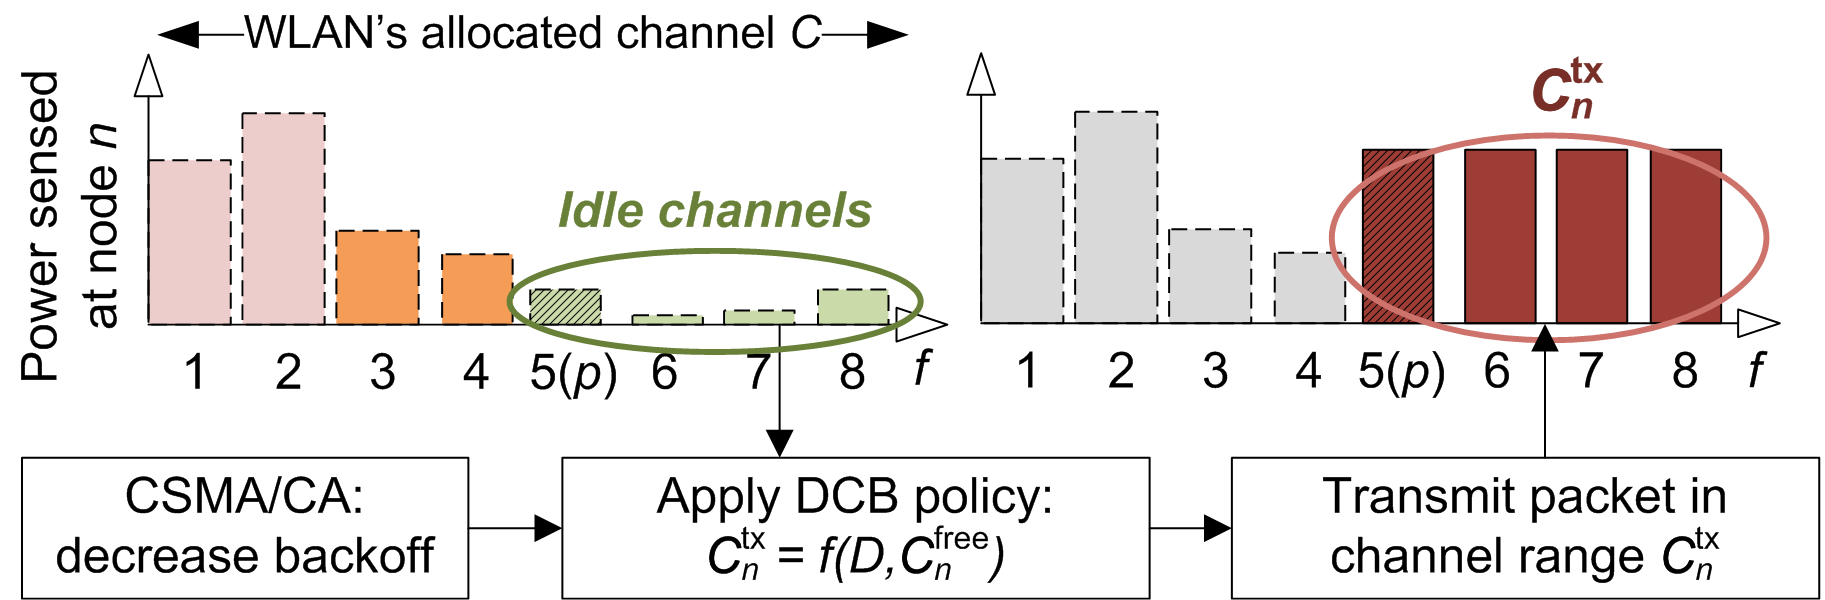 WLAN's allocated channel C
Power sensed
at node n
Idle channels
1 2 3 4 5(p) 6 7 8 f
C_n^tx
1 2 3 4 5(p) 6 7 8 f
CSMA/CA:
decrease backoff
Apply DCB policy:
C_n^tx = f(D,C_n^free)
Transmit packet in
channel range C_n^tx